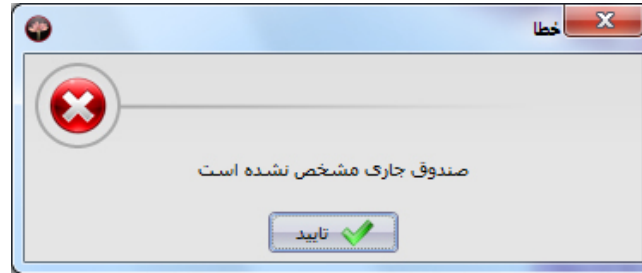 خطا
صندوق جاری مشخص نشده است
تایید